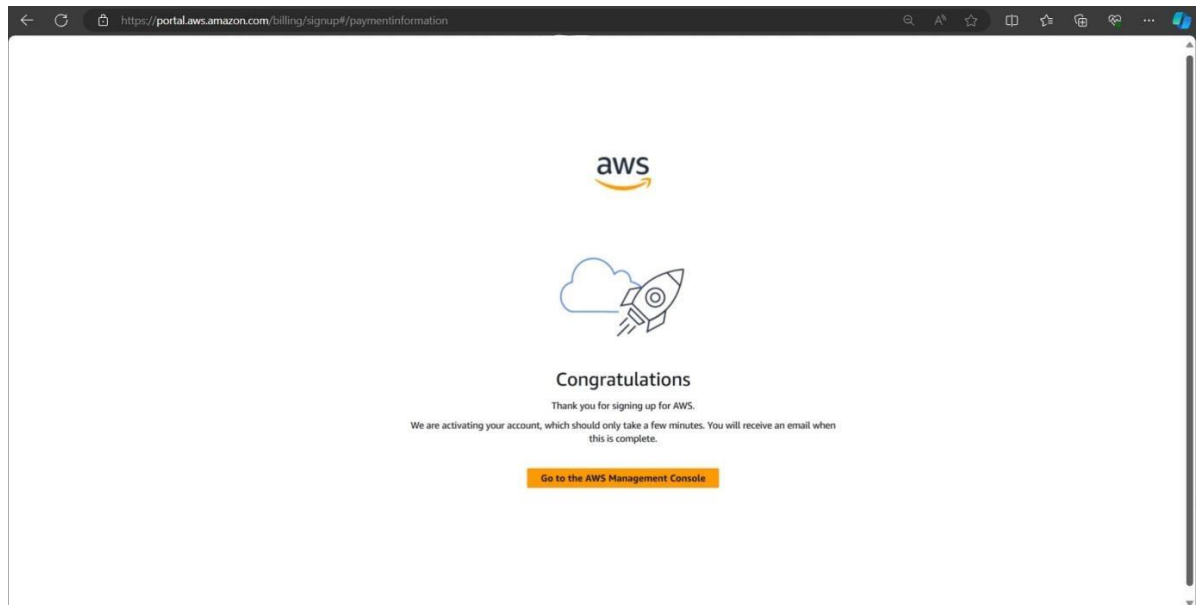 https://portal.aws.amazon.com/billing/signup#/paymentinformation
aws
Congratulations
Thank you for signing up for AWS.
We are activating your account, which should only take a few minutes. You will receive an email when
this is complete.
Go to the AWS Management Console